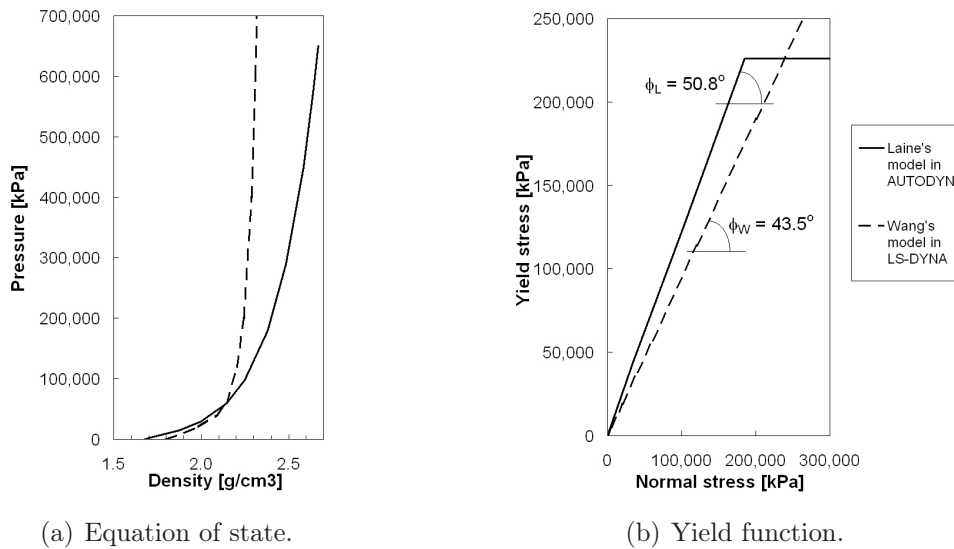 700,000
600,000
500,000
400,000
300,000
200,000
100,000
0
Pressure [kPa]
1.5
2.0
2.5
Density [g/cm3]
(a) Equation of state.
250,000
200,000
150,000
100,000
50,000
0
Yield stress [kPa]
ϕL = 50.8°
ϕW = 43.5°
0
100,000
200,000
300,000
Normal stress [kPa]
Laine's
model in
AUTODYN
Wang's
model in
LS-DYNA
(b) Yield function.